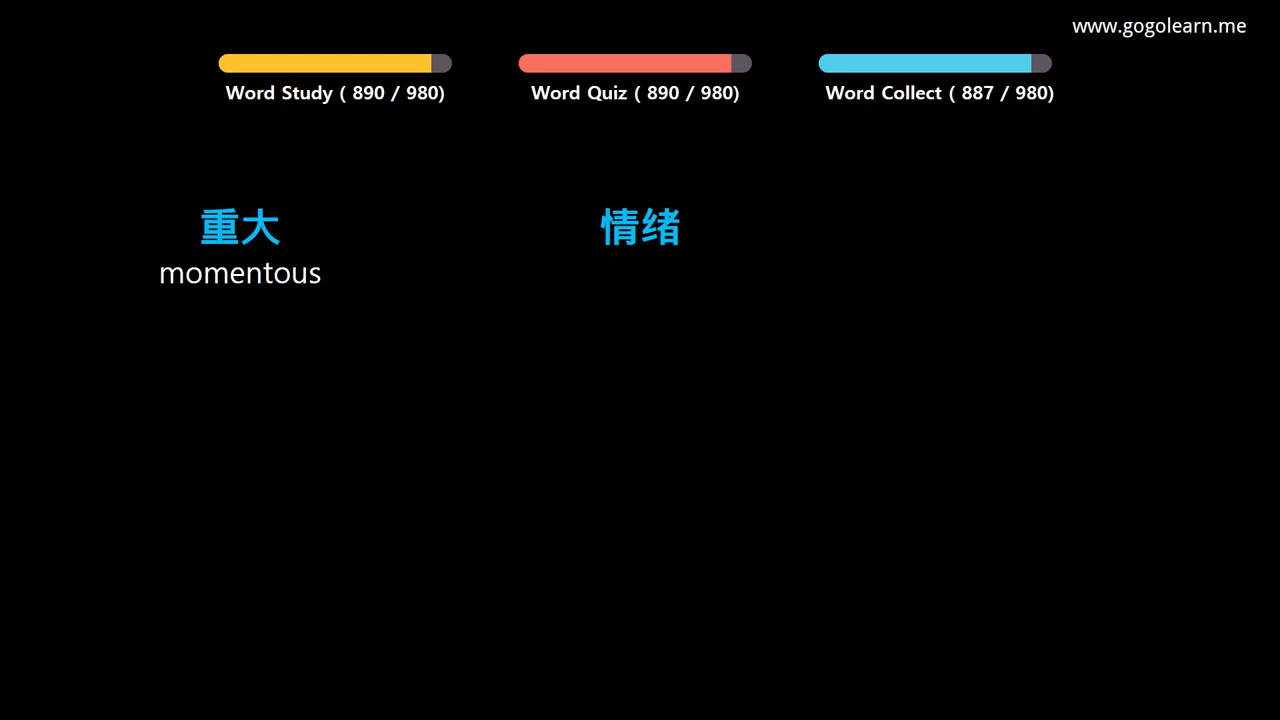 www.gogolearn.me
Word Study ( 890 / 980)
Word Quiz ( 890 / 980)
Word Collect ( 887 / 980)
重大
momentous
情绪